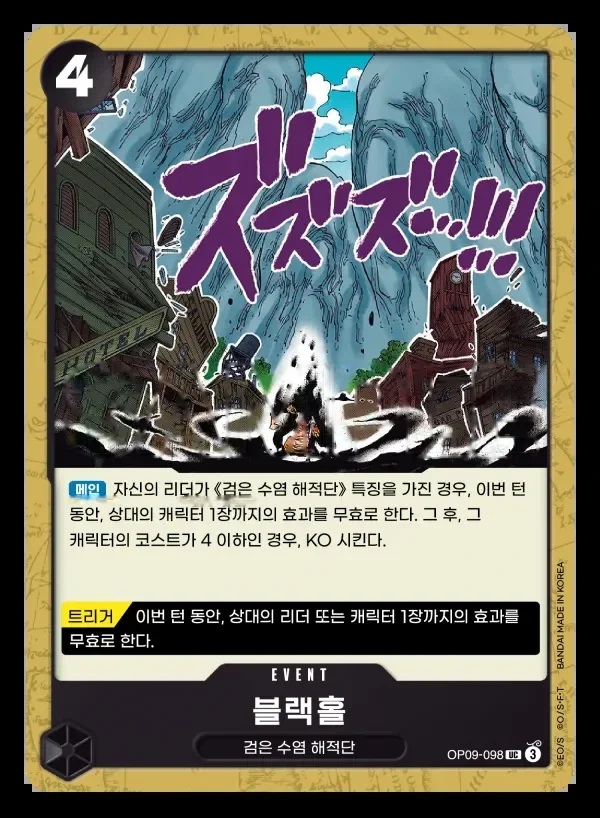 4
ズズズ…!!!
HOTEL
메인 자신의 리더가 《검은 수염 해적단》 특징을 가진 경우, 이번 턴
동안, 상대의 캐릭터 1장까지의 효과를 무효로 한다. 그 후, 그
캐릭터의 코스트가 4 이하인 경우, KO 시킨다.
트리거 이번 턴 동안, 상대의 리더 또는 캐릭터 1장까지의 효과를
무효로 한다.
EVENT
블랙홀
검은 수염 해적단
OP09-098 UC 3
©EO/S ©O/S·F·T BANDAI MADE IN KOREA